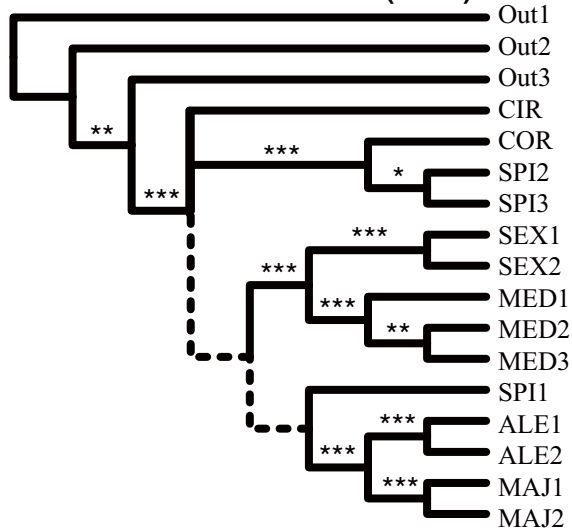 Out1
Out2
Out3
CIR
**
***
COR
***
SPI2
*
SPI3
***
SEX1
***
SEX2
***
MED1
***
MED2
**
MED3
SPI1
***
ALE1
***
ALE2
***
MAJ1
MAJ2